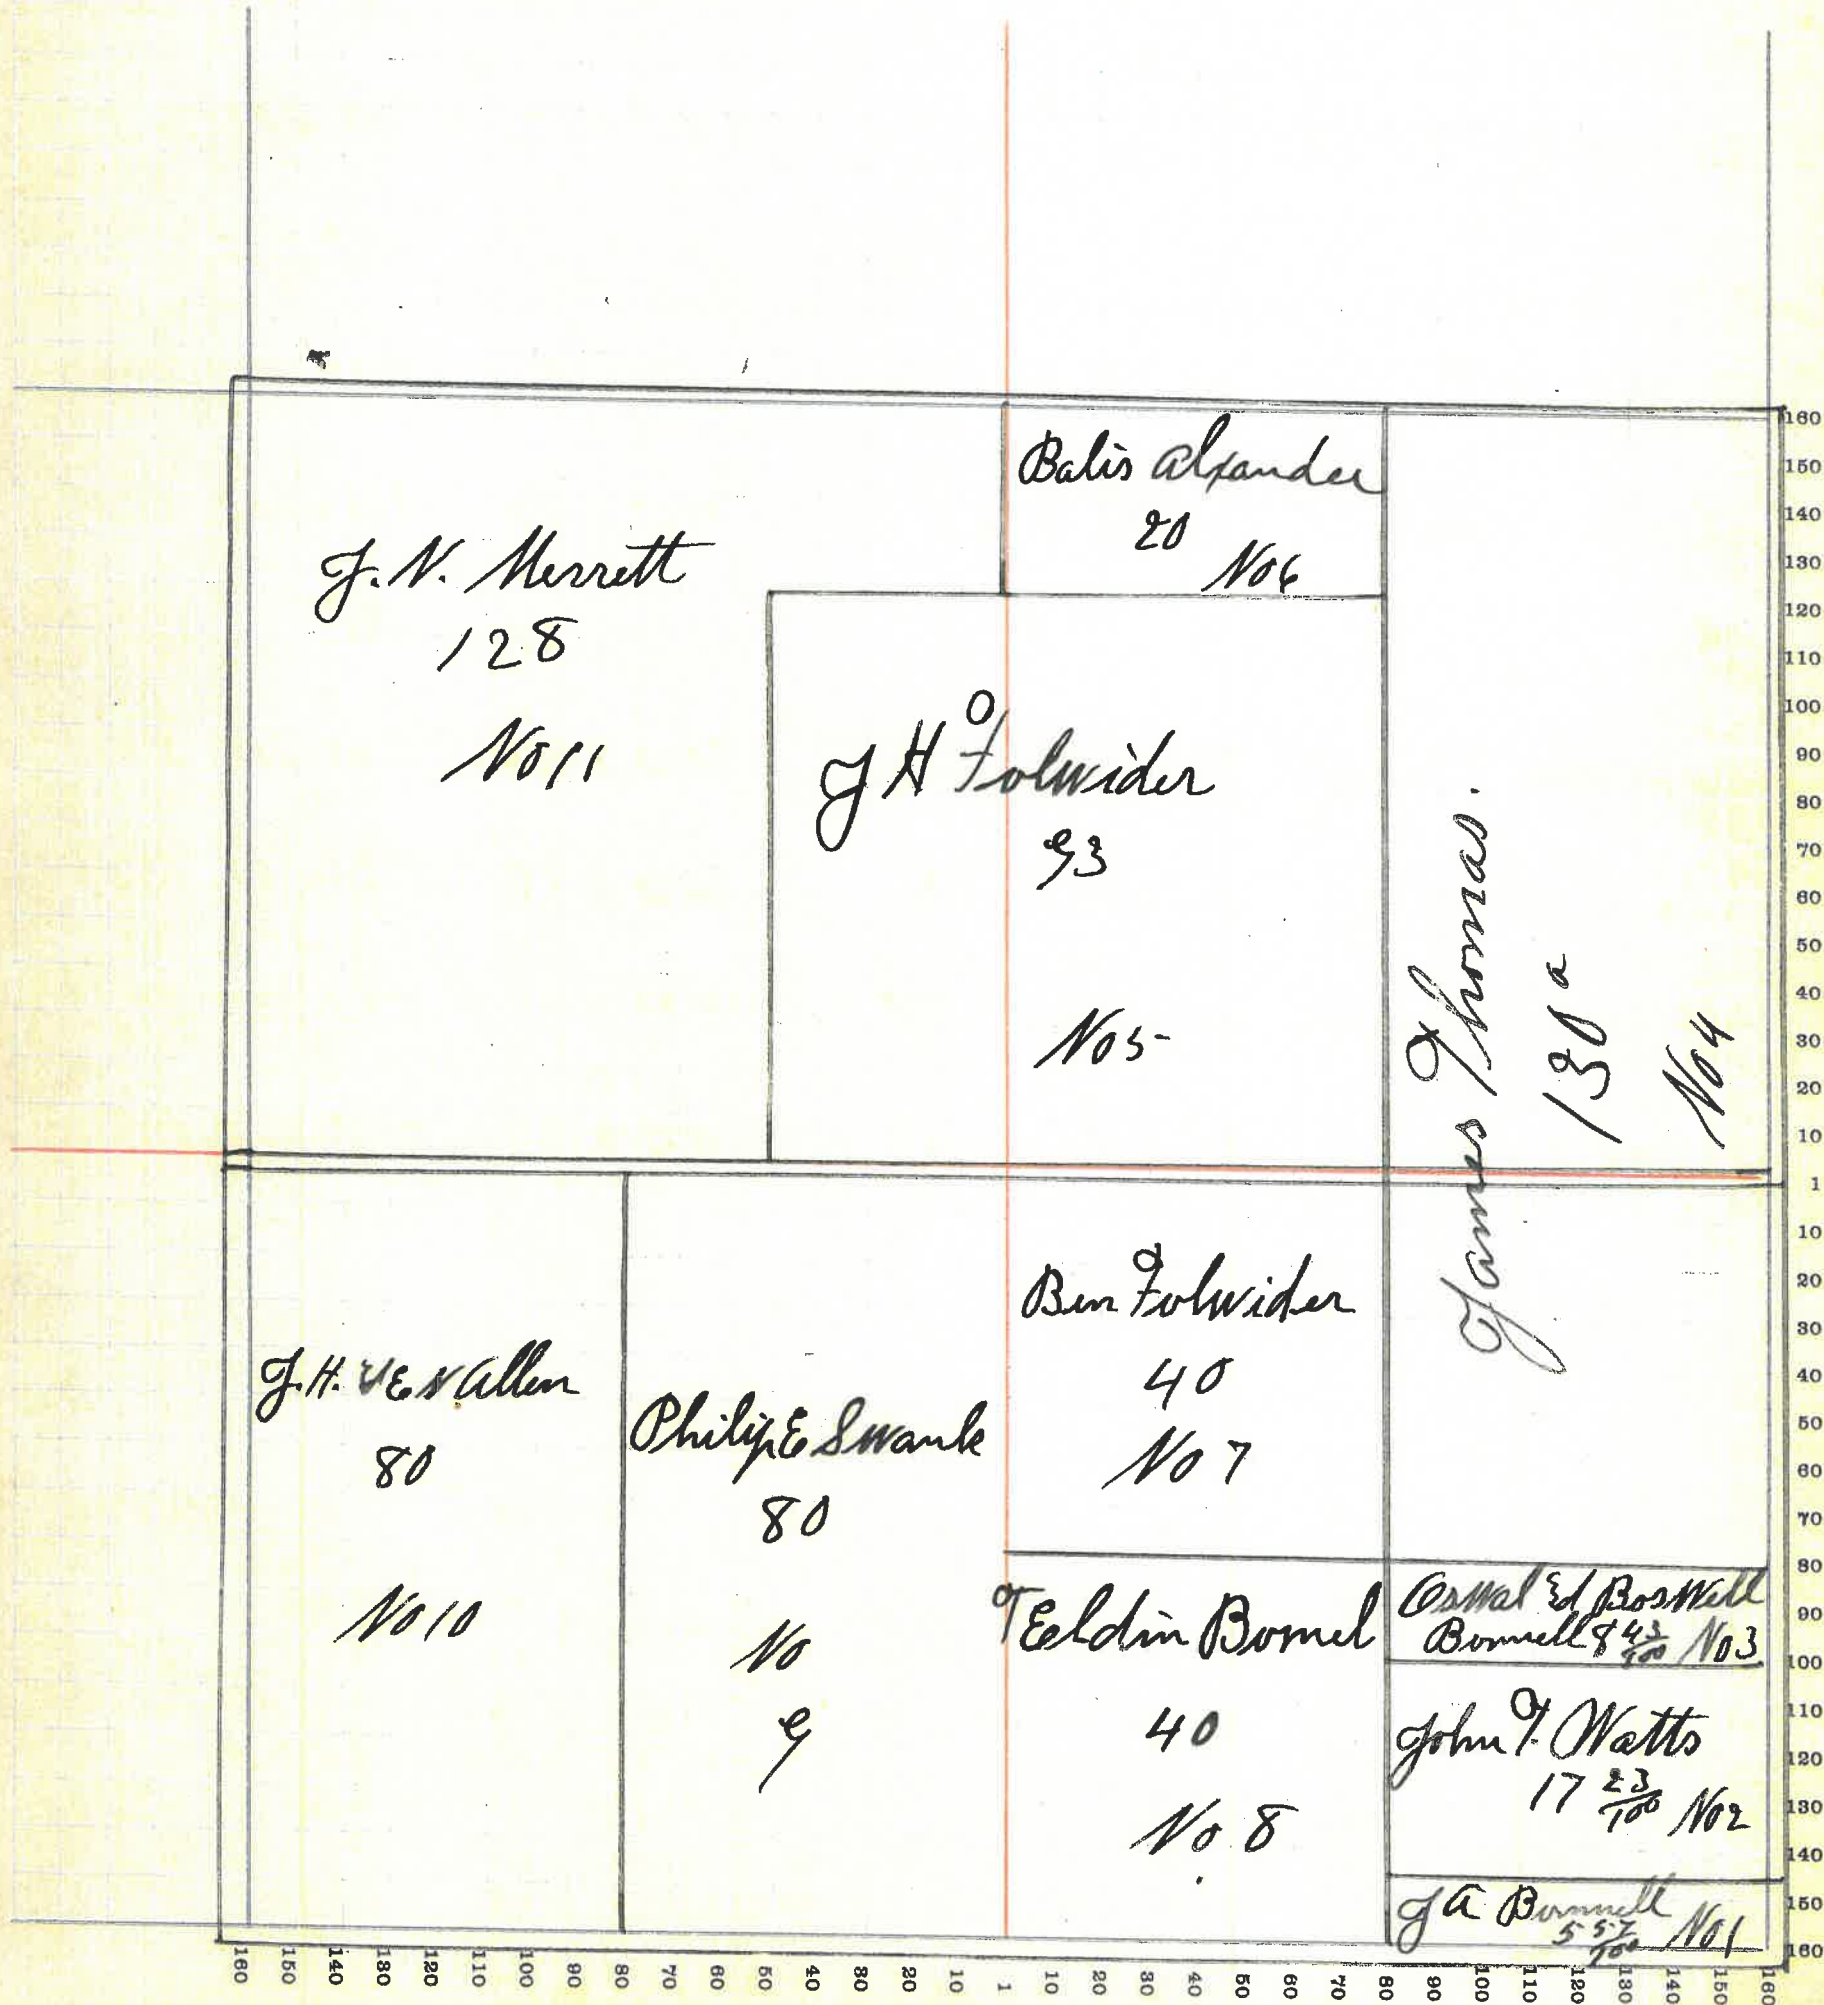 Balis Alxander
20
No 6
J. N. Merrett
128
No 11
J H Folwider
93
No 5
James Thomas.
130 a
No 4
Ben Folwider
40
No 7
J. H. Allen
80
No 10
Philip E Swank
80
No
9
Eeldin Bomel
40
No 8
Oswal Ed Boswell
Bonnell 8 43/100 No 3
John T. Watts
17 23/100 No 2
J A Bonnell
5 57/100 No 1
160
150
140
130
120
110
100
90
80
70
60
50
40
30
20
10
1
10
20
30
40
50
60
70
80
90
100
110
120
130
140
150
160
160 150 140 130 120 110 100 90 80 70 60 50 40 30 20 10 1 10 20 30 40 50 60 70 80 90 100 110 120 130 140 150 160